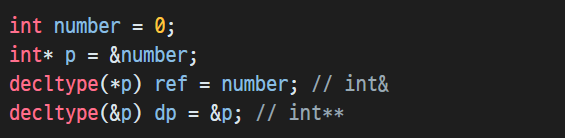 int number = 0;
int* p = &number;
decltype(*p) ref = number; // int&
decltype(&p) dp = &p; // int**